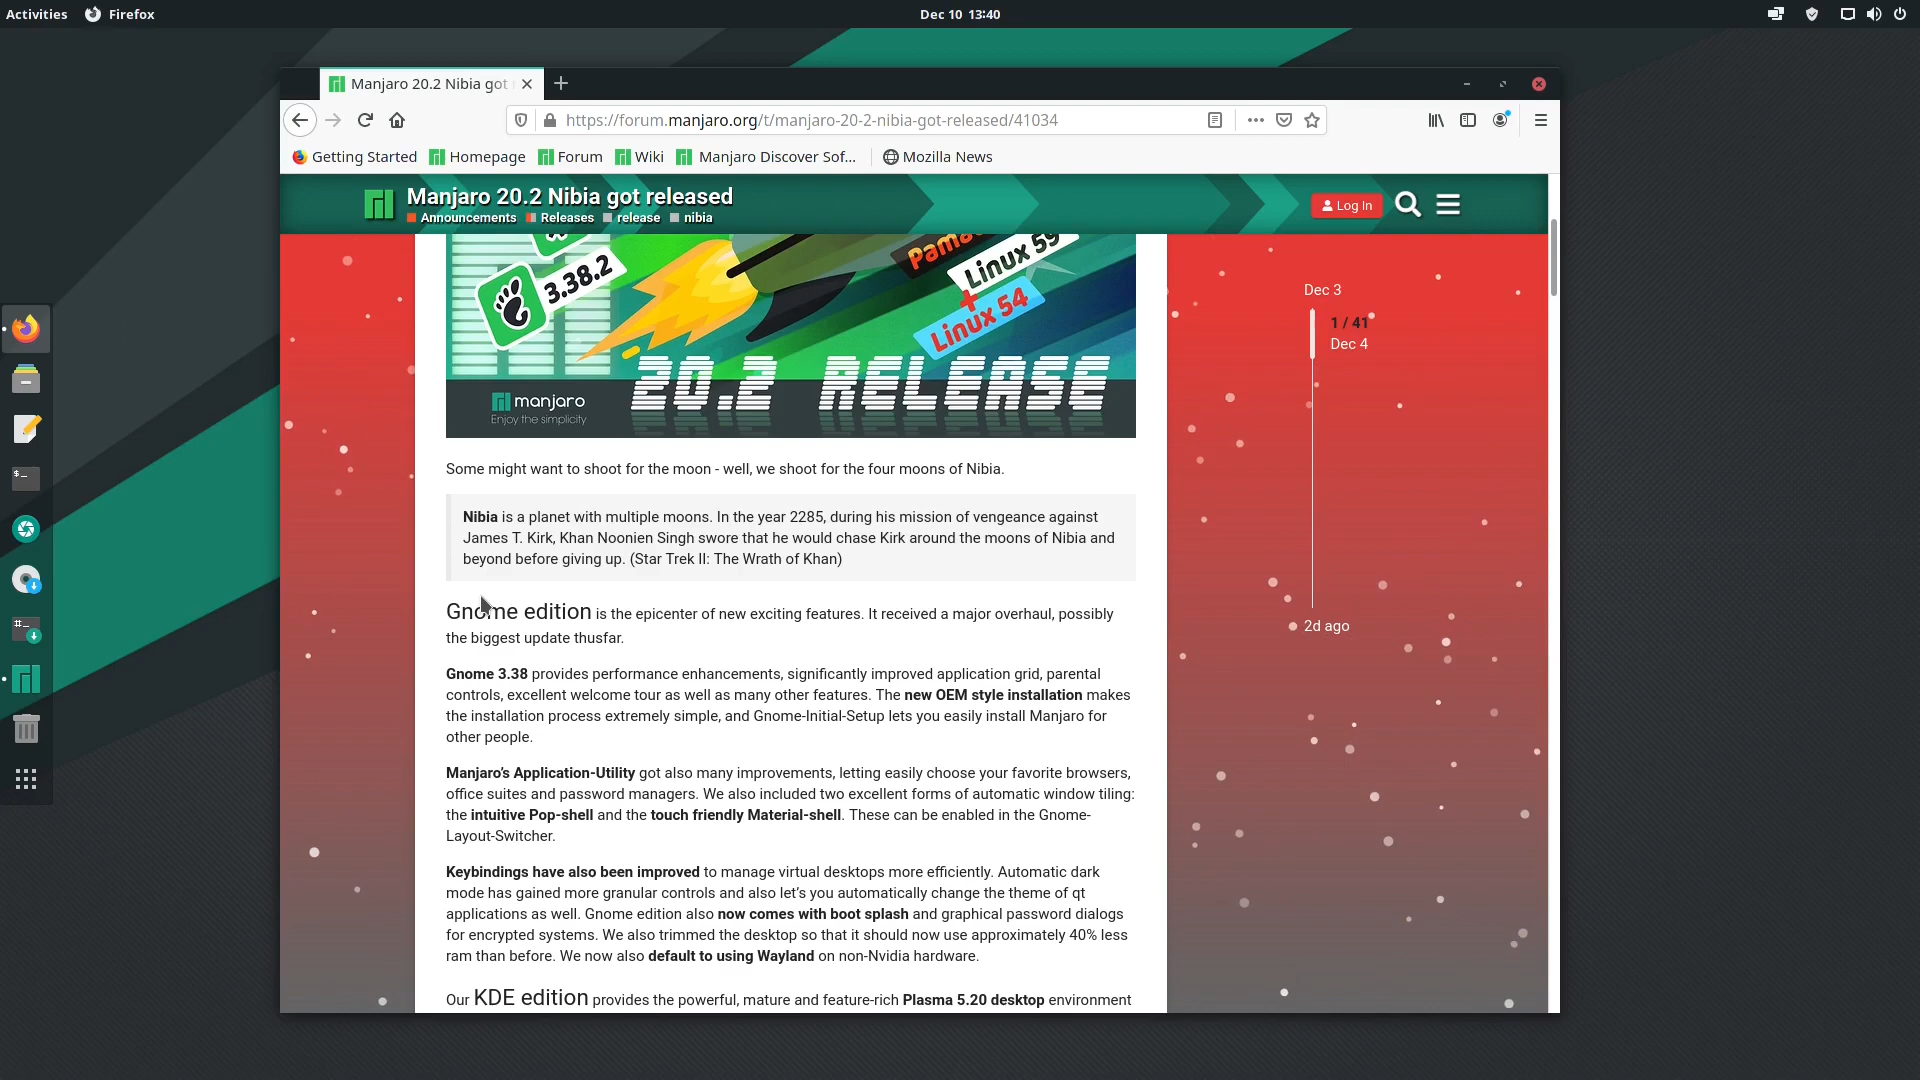 Activities Firefox Dec 10 13:40
Manjaro 20.2 Nibia got
https://forum.manjaro.org/t/manjaro-20-2-nibia-got-released/41034
Getting Started Homepage Forum Wiki Manjaro Discover Sof... Mozilla News
Manjaro 20.2 Nibia got released
Announcements Releases release nibia
Log In
3.38.2
Linux 59
+
Linux 54
20.2 RELEASE
manjaro
Enjoy the simplicity
Dec 3
1 / 41
Dec 4
2d ago
Some might want to shoot for the moon - well, we shoot for the four moons of Nibia.
Nibia is a planet with multiple moons. In the year 2285, during his mission of vengeance against
James T. Kirk, Khan Noonien Singh swore that he would chase Kirk around the moons of Nibia and
beyond before giving up. (Star Trek II: The Wrath of Khan)
Gnome edition is the epicenter of new exciting features. It received a major overhaul, possibly
the biggest update thusfar.
Gnome 3.38 provides performance enhancements, significantly improved application grid, parental
controls, excellent welcome tour as well as many other features. The new OEM style installation makes
the installation process extremely simple, and Gnome-Initial-Setup lets you easily install Manjaro for
other people.
Manjaro’s Application-Utility got also many improvements, letting easily choose your favorite browsers,
office suites and password managers. We also included two excellent forms of automatic window tiling:
the intuitive Pop-shell and the touch friendly Material-shell. These can be enabled in the Gnome-
Layout-Switcher.
Keybindings have also been improved to manage virtual desktops more efficiently. Automatic dark
mode has gained more granular controls and also let’s you automatically change the theme of qt
applications as well. Gnome edition also now comes with boot splash and graphical password dialogs
for encrypted systems. We also trimmed the desktop so that it should now use approximately 40% less
ram than before. We now also default to using Wayland on non-Nvidia hardware.
Our KDE edition provides the powerful, mature and feature-rich Plasma 5.20 desktop environment